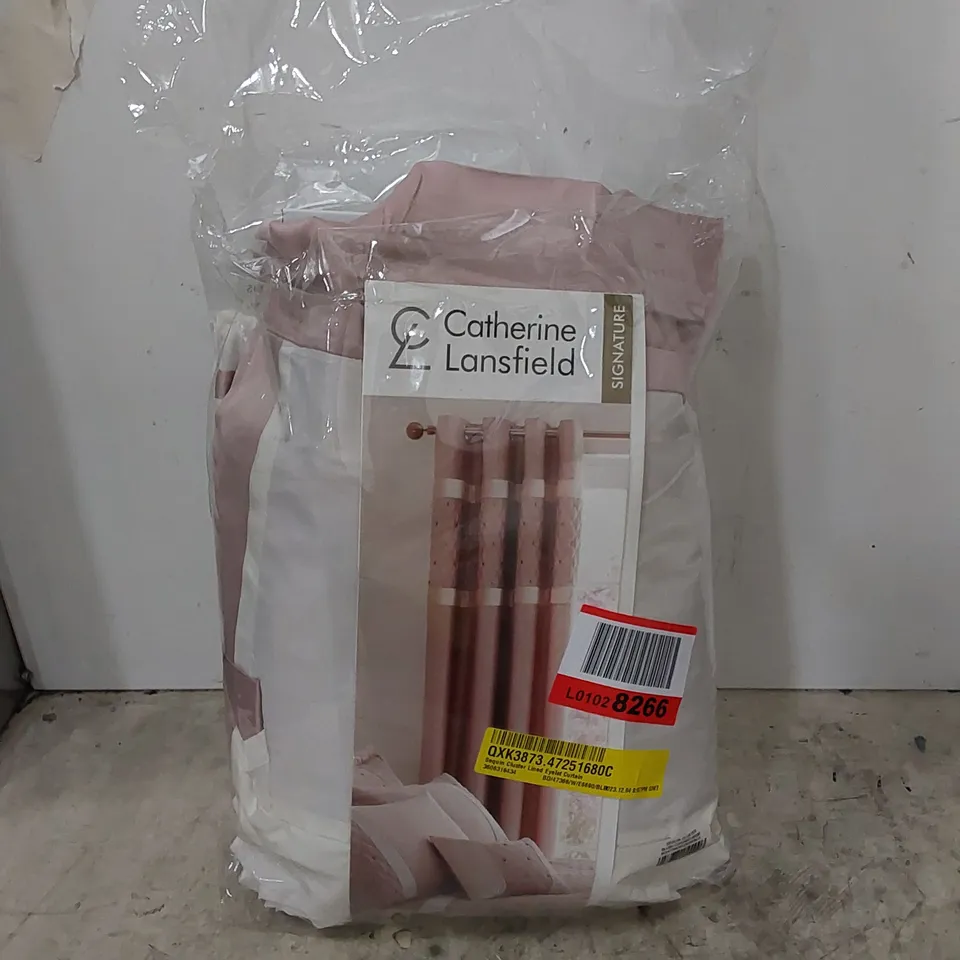 Catherine
Lansfield
SIGNATURE
L0102 8266
QXK3873.47251680C
Sequin Cluster Lined Eyelet Curtain